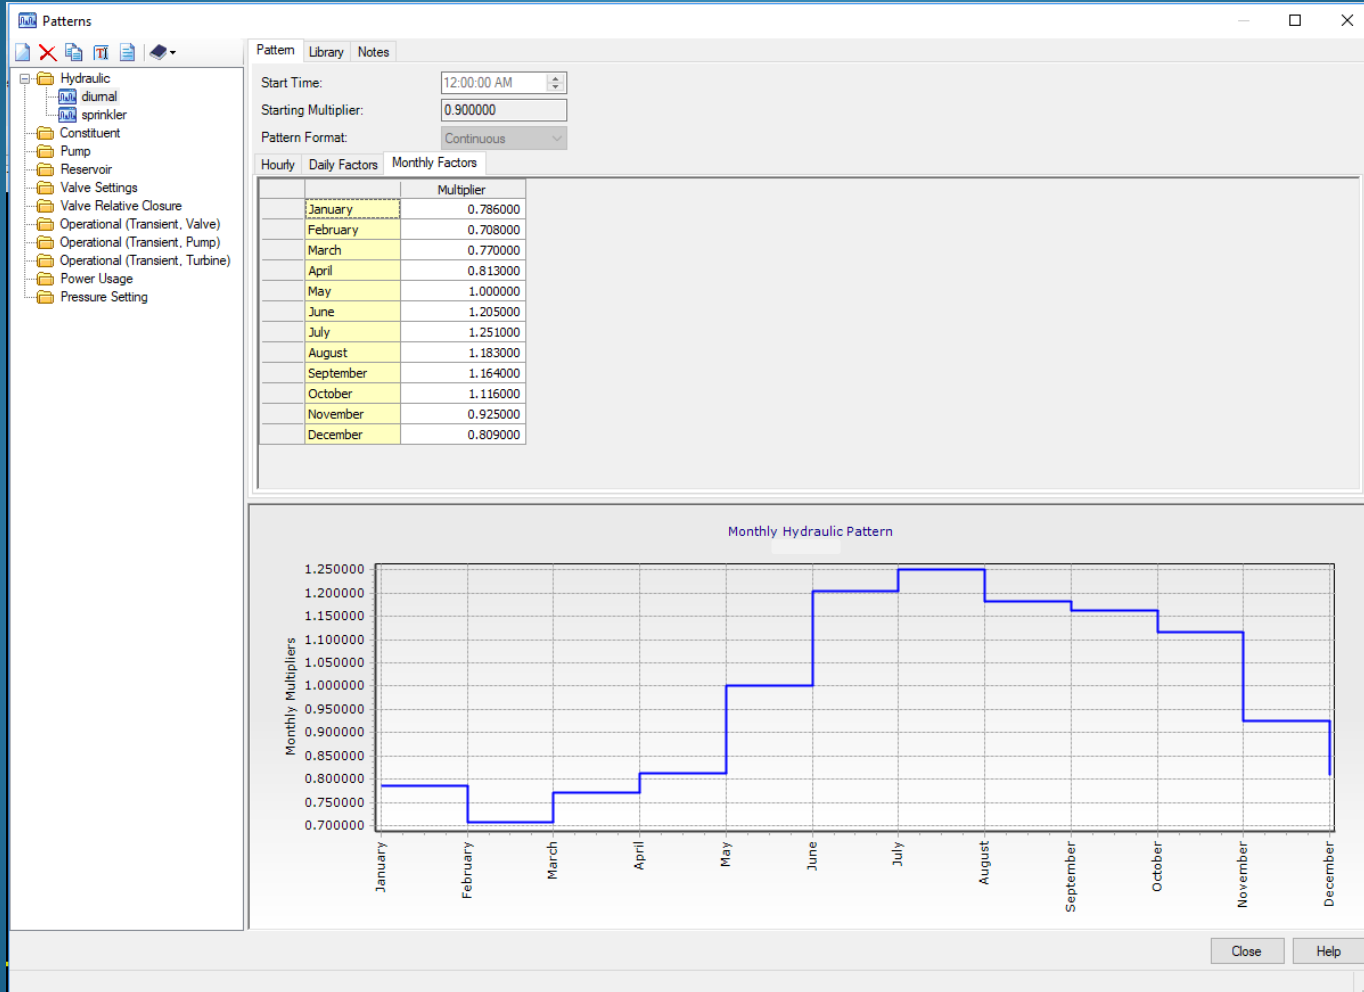 Patterns
Hydraulic
diurnal
sprinkler
Constituent
Pump
Reservoir
Valve Settings
Valve Relative Closure
Operational (Transient, Valve)
Operational (Transient, Pump)
Operational (Transient, Turbine)
Power Usage
Pressure Setting
Pattern Library Notes
Start Time: 12:00:00 AM
Starting Multiplier: 0.900000
Pattern Format: Continuous
Hourly Daily Factors Monthly Factors
Multiplier
January 0.786000
February 0.708000
March 0.770000
April 0.813000
May 1.000000
June 1.205000
July 1.251000
August 1.183000
September 1.164000
October 1.116000
November 0.925000
December 0.809000
Monthly Hydraulic Pattern
Monthly Multipliers
1.250000
1.200000
1.150000
1.100000
1.050000
1.000000
0.950000
0.900000
0.850000
0.800000
0.750000
0.700000
January February March April May June July August September October November December
Close Help